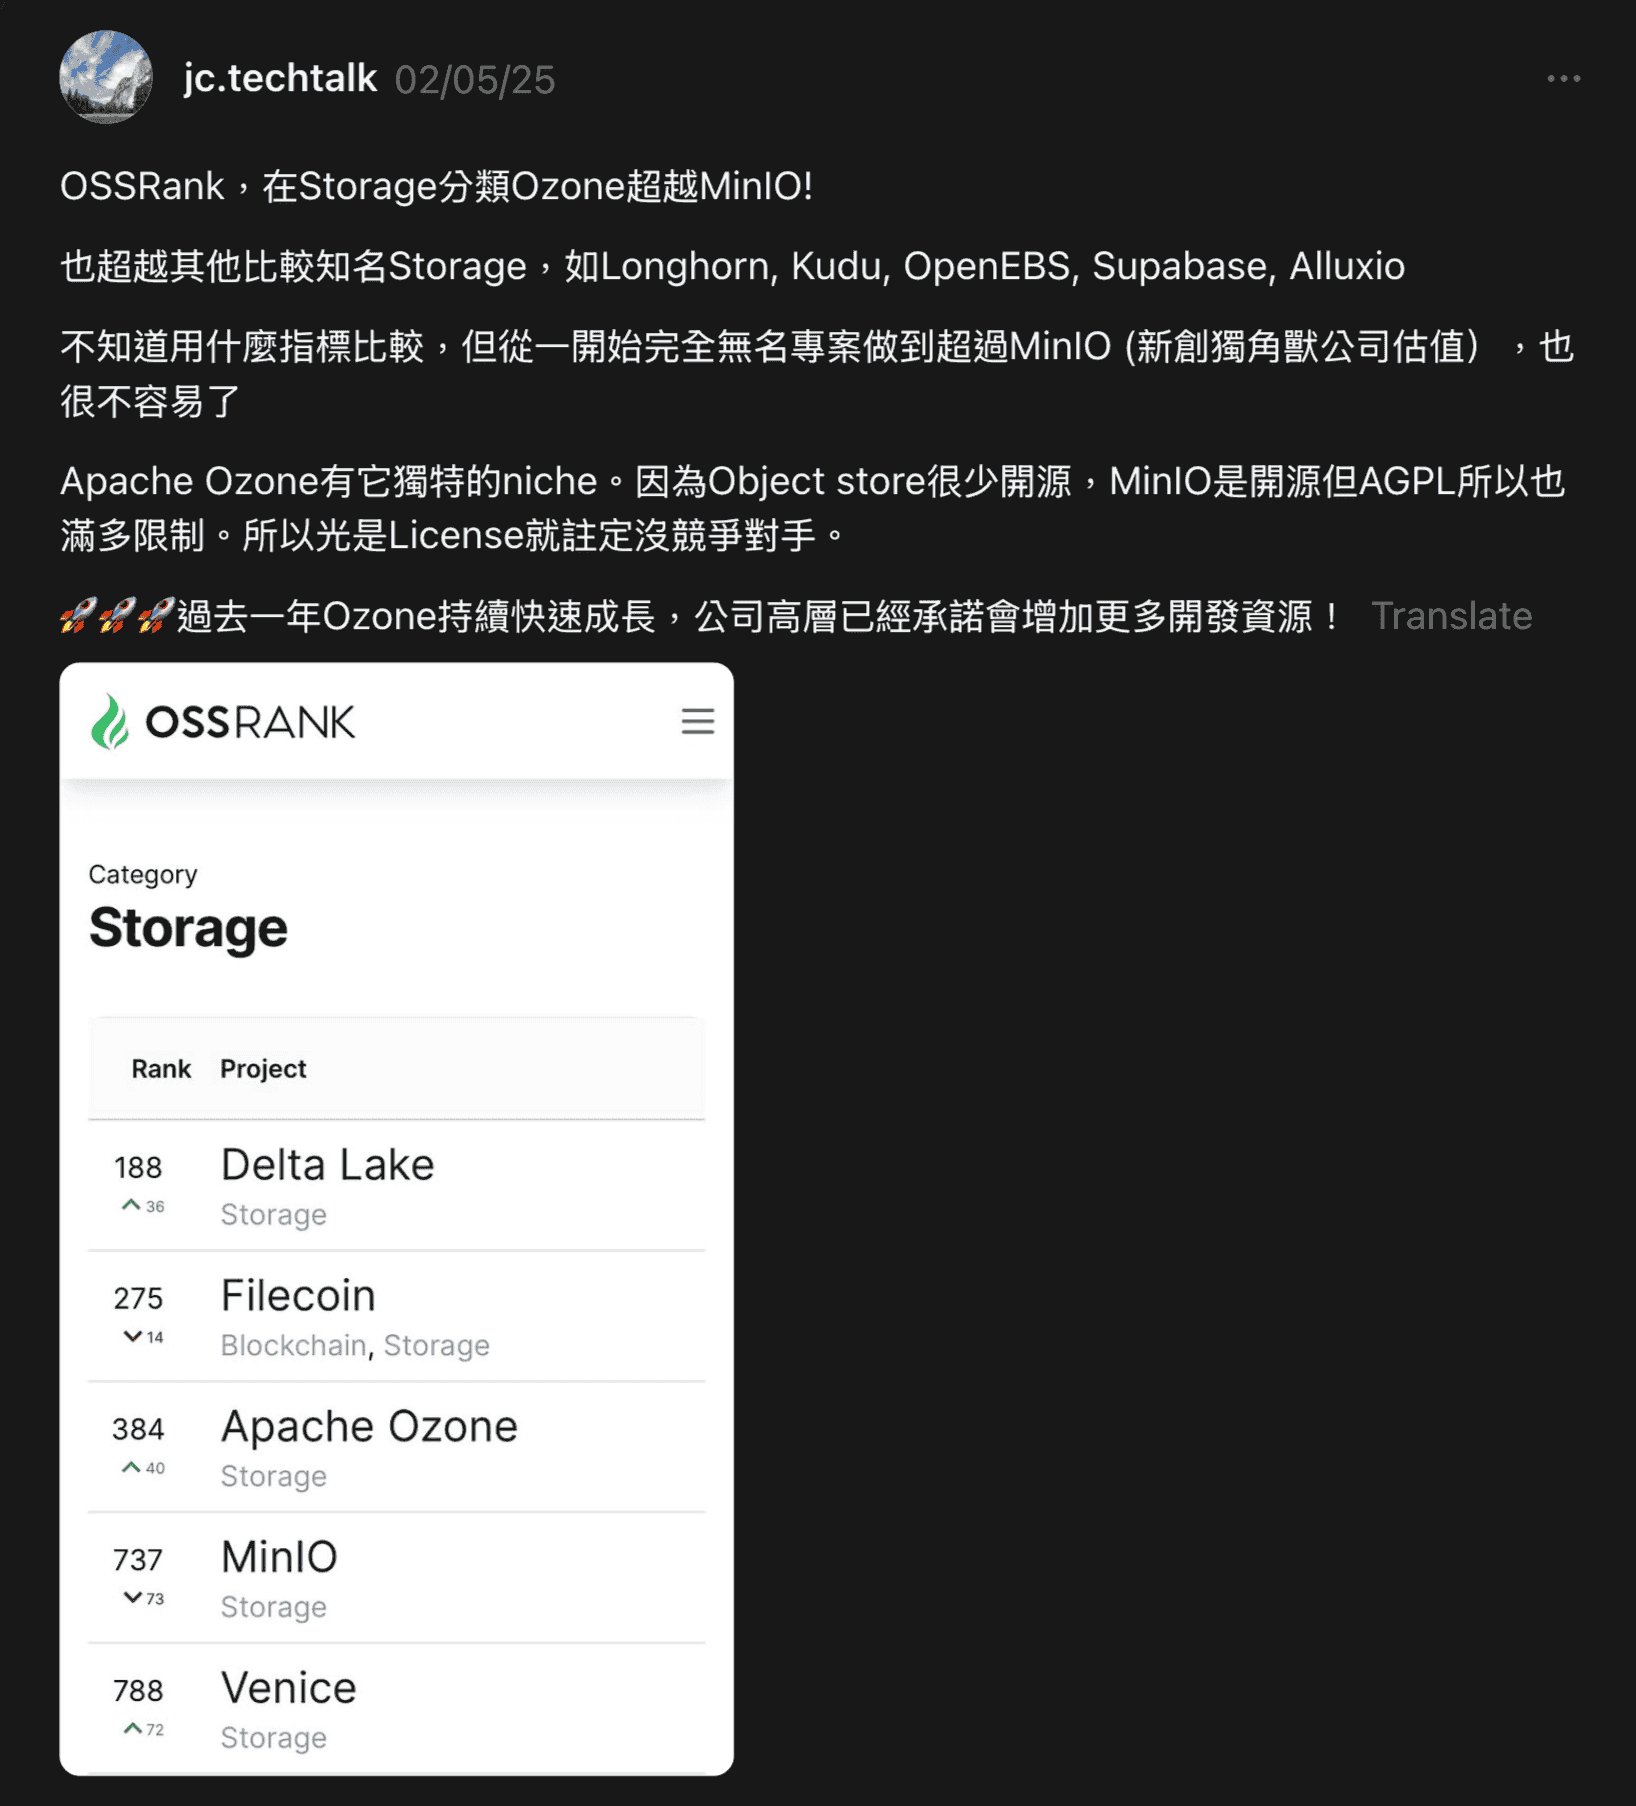 jc.techtalk 02/05/25
OSSRank，在Storage分類Ozone超越MinIO!
也超越其他比較知名Storage，如Longhorn, Kudu, OpenEBS, Supabase, Alluxio
不知道用什麼指標比較，但從一開始完全無名專案做到超過MinIO (新創獨角獸公司估值），也
很不容易了
Apache Ozone有它獨特的niche。因為Object store很少開源，MinIO是開源但AGPL所以也
滿多限制。所以光是License就註定沒競爭對手。
🚀🚀🚀過去一年Ozone持續快速成長，公司高層已經承諾會增加更多開發資源！ Translate
OSSRANK
Category
Storage
Rank Project
188 Delta Lake
36 Storage
275 Filecoin
14 Blockchain, Storage
384 Apache Ozone
40 Storage
737 MinIO
73 Storage
788 Venice
72 Storage